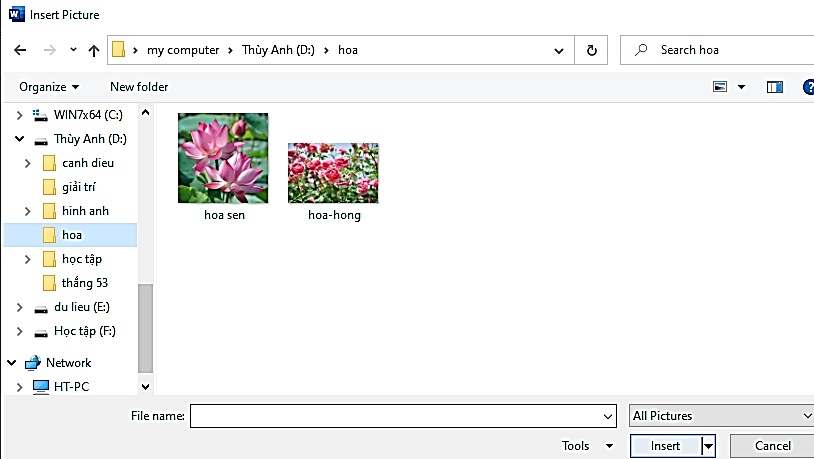 Insert Picture
my computer > Thùy Anh (D:) > hoa
Search hoa
Organize
New folder
WIN7x64 (C:)
Thùy Anh (D:)
canh dieu
giải trí
hinh anh
hoa
học tập
thắng 53
du lieu (E:)
Học tập (F:)
Network
HT-PC
hoa sen
hoa-hong
File name:
All Pictures
Tools
Insert
Cancel